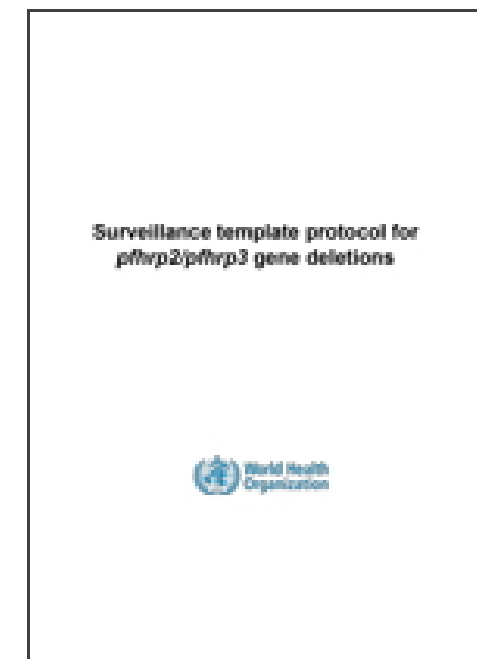 Surveillance template protocol for
pfhrp2/pfhrp3 gene deletions
World Health
Organization